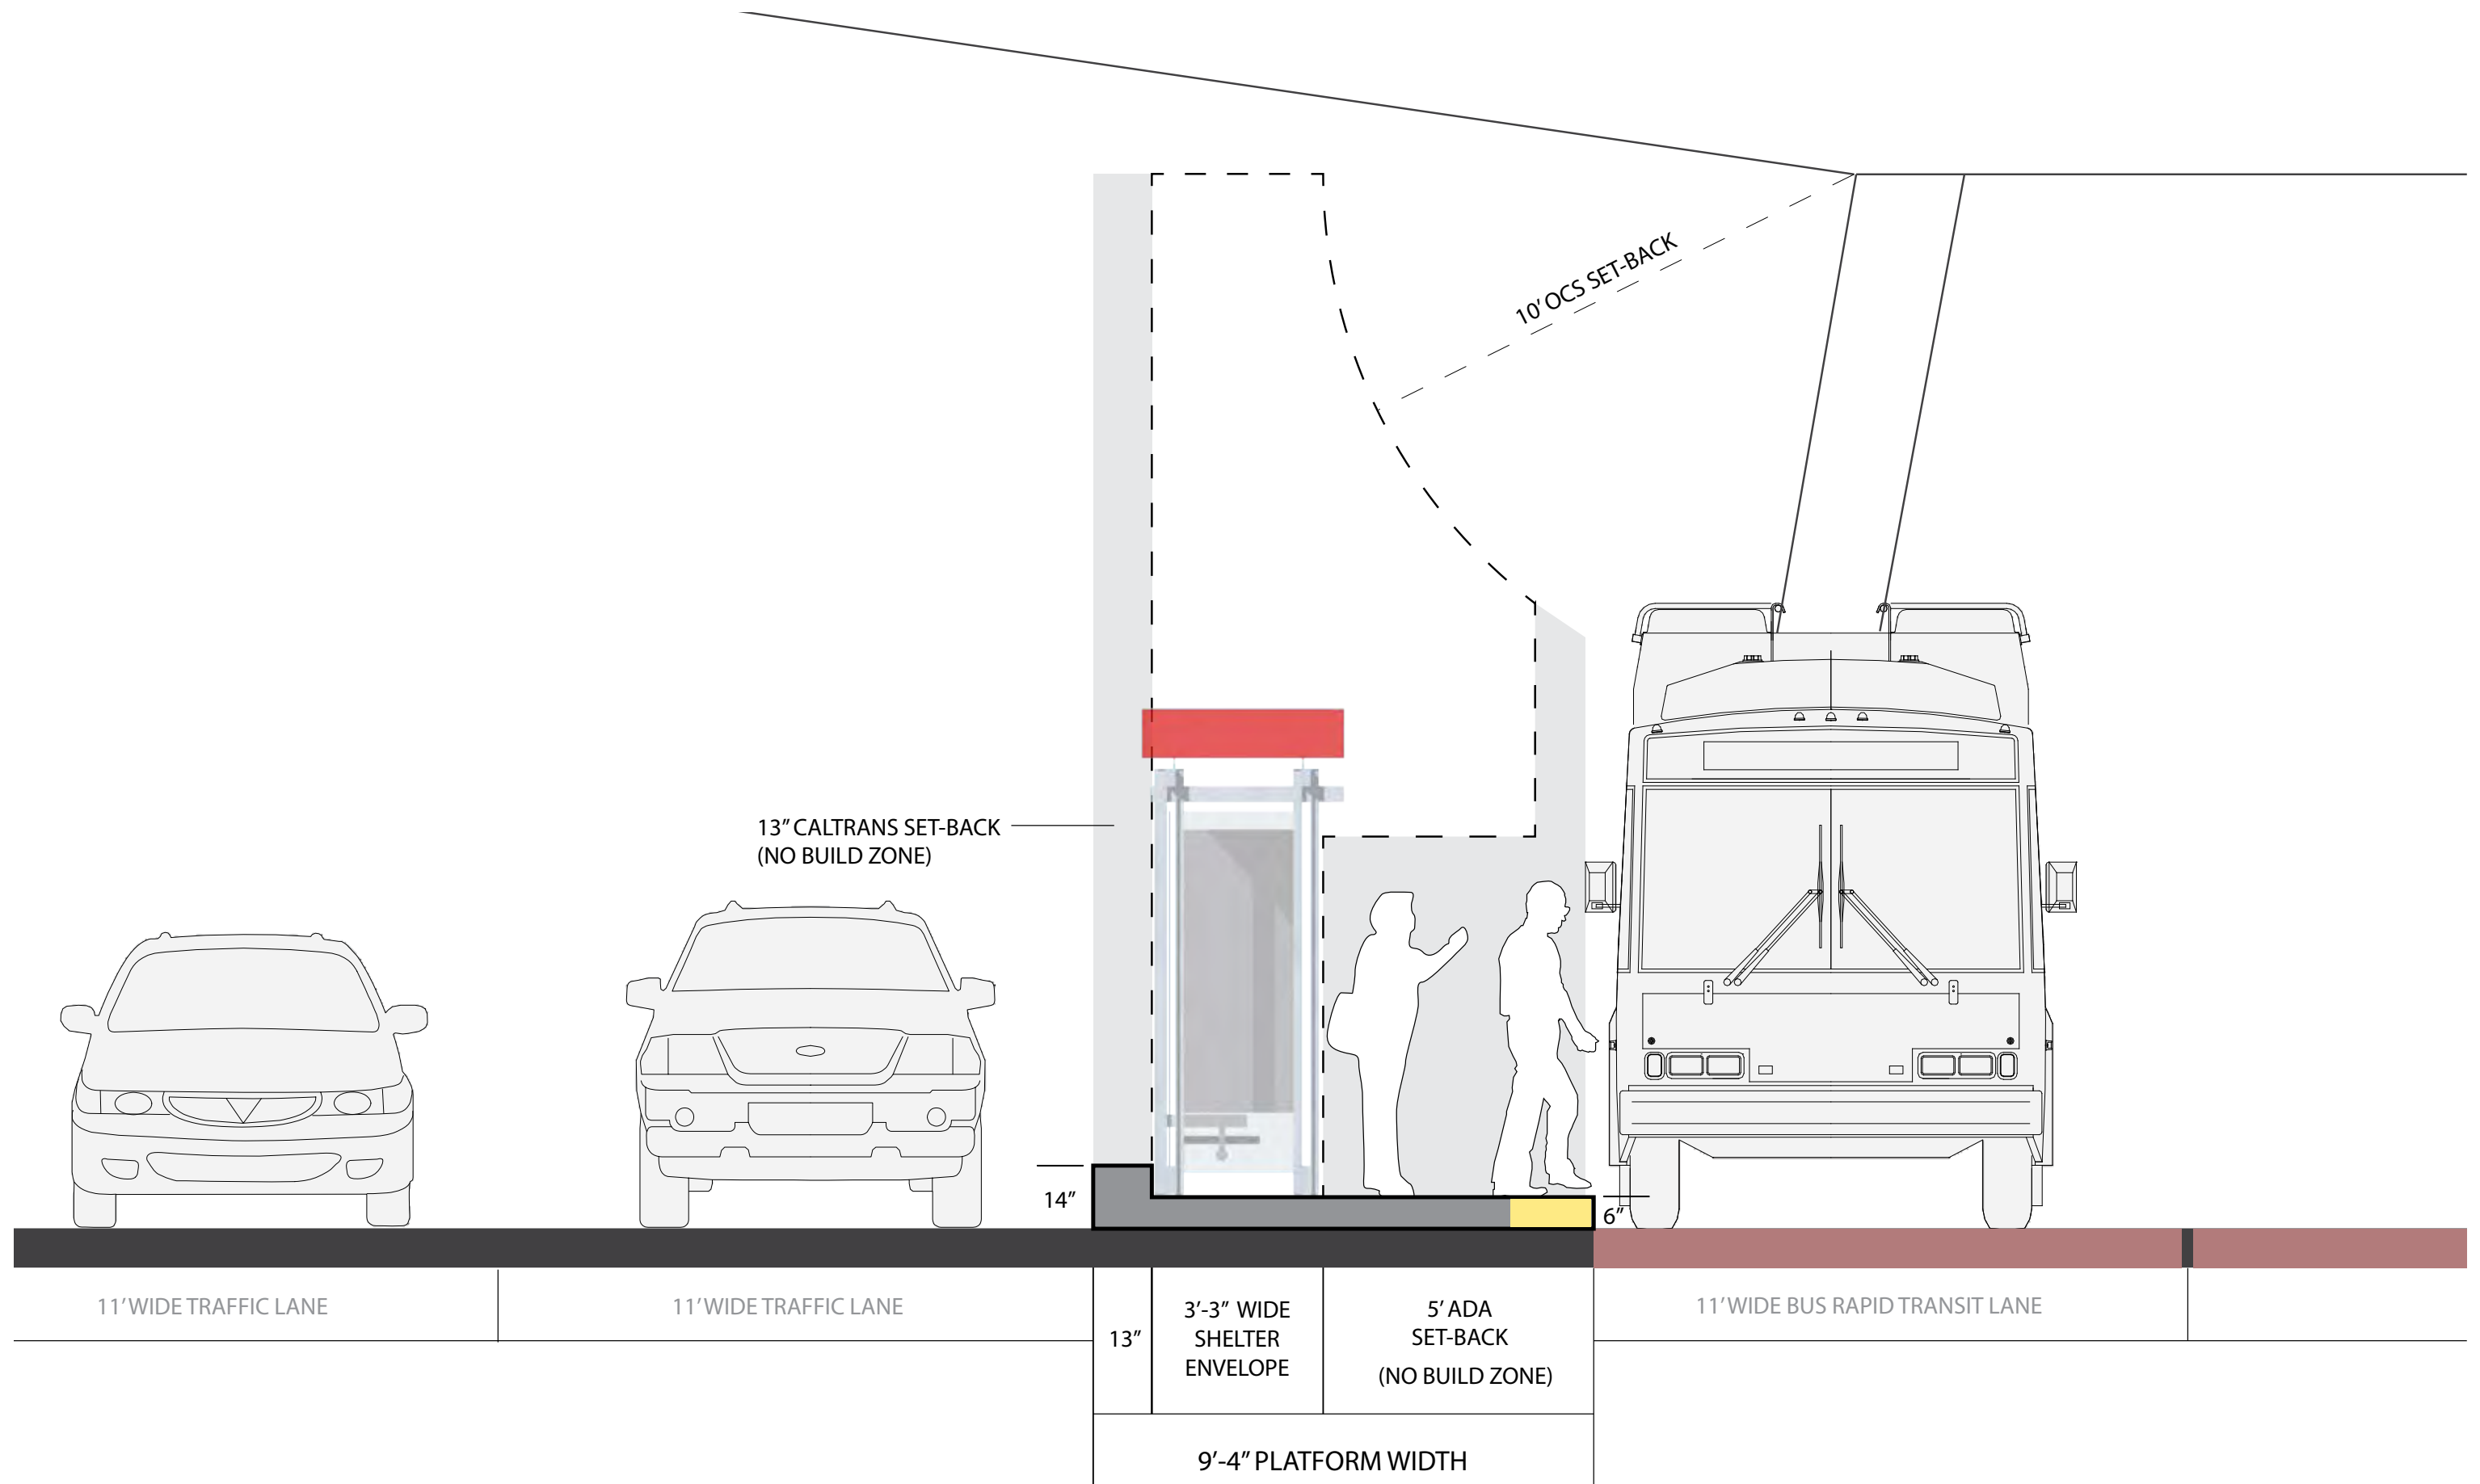 10’ OCS SET-BACK
13” CALTRANS SET-BACK
(NO BUILD ZONE)
14”
6”
11’ WIDE TRAFFIC LANE
11’ WIDE TRAFFIC LANE
13”
3’-3” WIDE
SHELTER
ENVELOPE
5’ ADA
SET-BACK
(NO BUILD ZONE)
11’ WIDE BUS RAPID TRANSIT LANE
9’-4” PLATFORM WIDTH